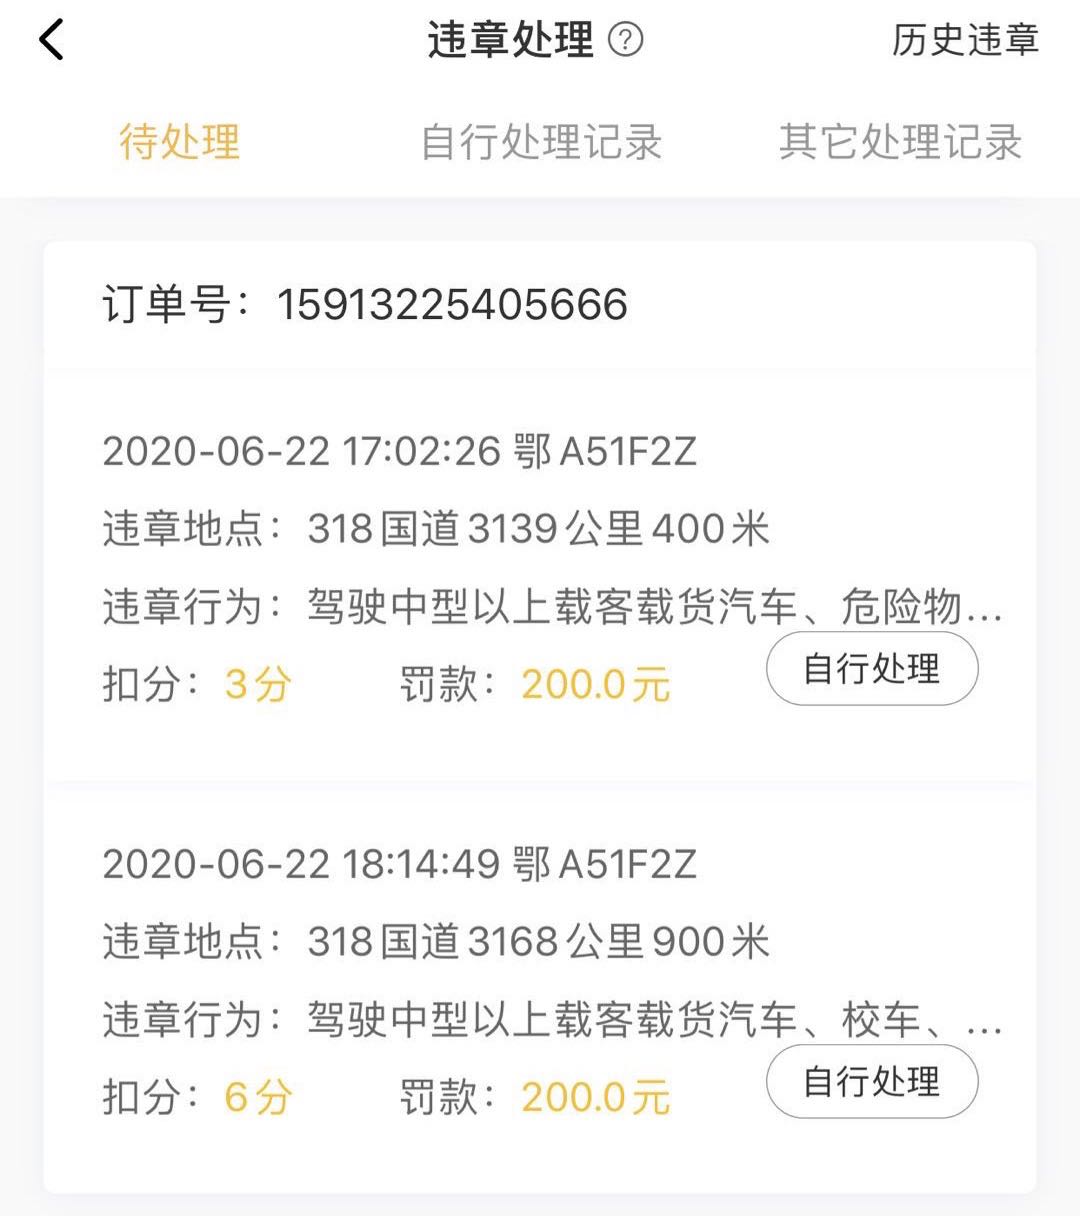 违章处理 ?
历史违章
待处理 自行处理记录 其它处理记录
订单号：15913225405666
2020-06-22 17:02:26 鄂A51F2Z
违章地点：318国道3139公里400米
违章行为：驾驶中型以上载客载货汽车、危险物...
扣分：3分 罚款：200.0元 自行处理
2020-06-22 18:14:49 鄂A51F2Z
违章地点：318国道3168公里900米
违章行为：驾驶中型以上载客载货汽车、校车、...
扣分：6分 罚款：200.0元 自行处理